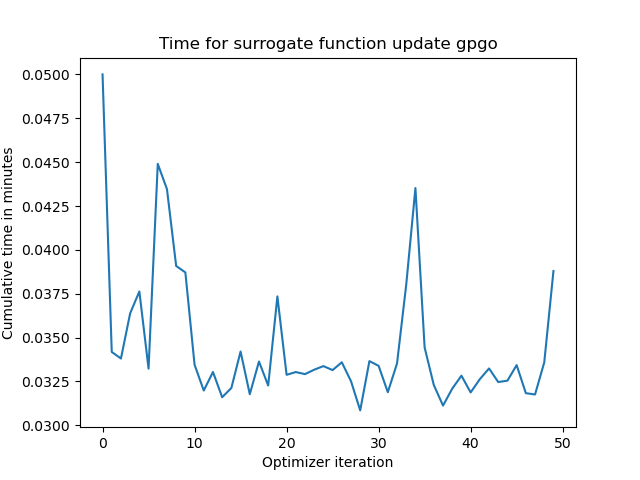 Time for surrogate function update gpgo
Cumulative time in minutes
0.0500
0.0475
0.0450
0.0425
0.0400
0.0375
0.0350
0.0325
0.0300
0 10 20 30 40 50
Optimizer iteration